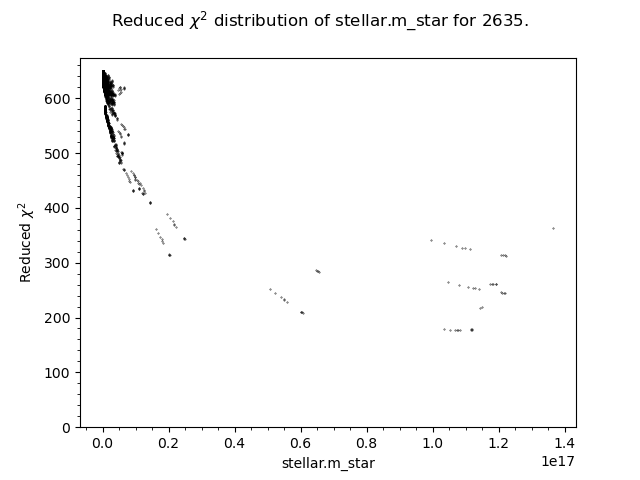 Reduced χ² distribution of stellar.m_star for 2635.
Reduced χ²
600
500
400
300
200
100
0
0.0 0.2 0.4 0.6 0.8 1.0 1.2 1.4
1e17
stellar.m_star